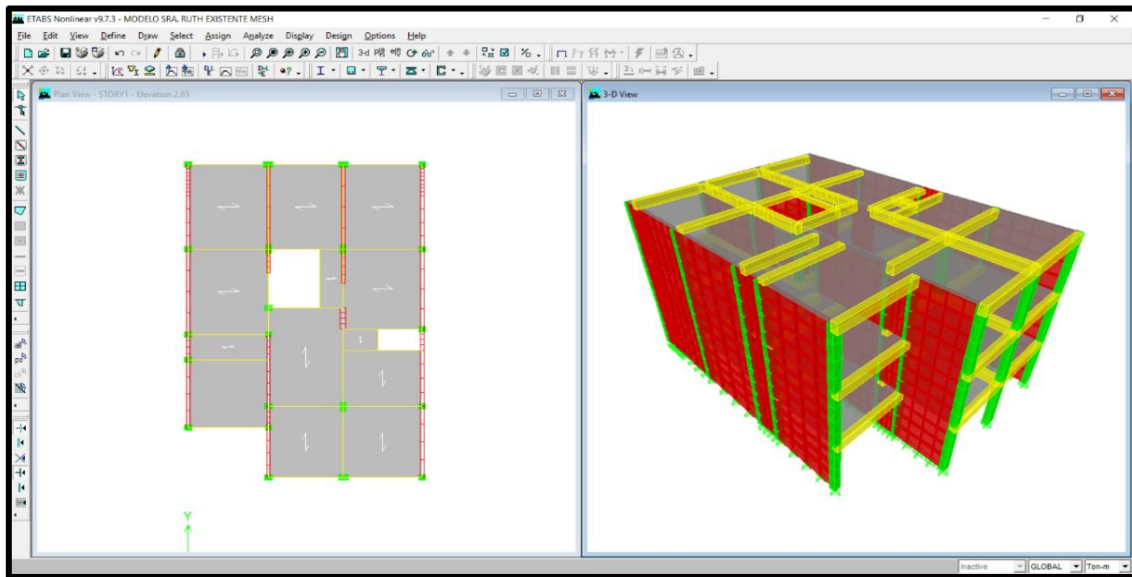 ETABS Nonlinear v9.7.3 - MODELO SRA. RUTH EXISTENTE MESH
File Edit View Define Draw Select Assign Analyze Display Design Options Help
3-d
Plan View - STORY1 - Elevation 2.65
3-D View
Y
Inactive GLOBAL Ton-m